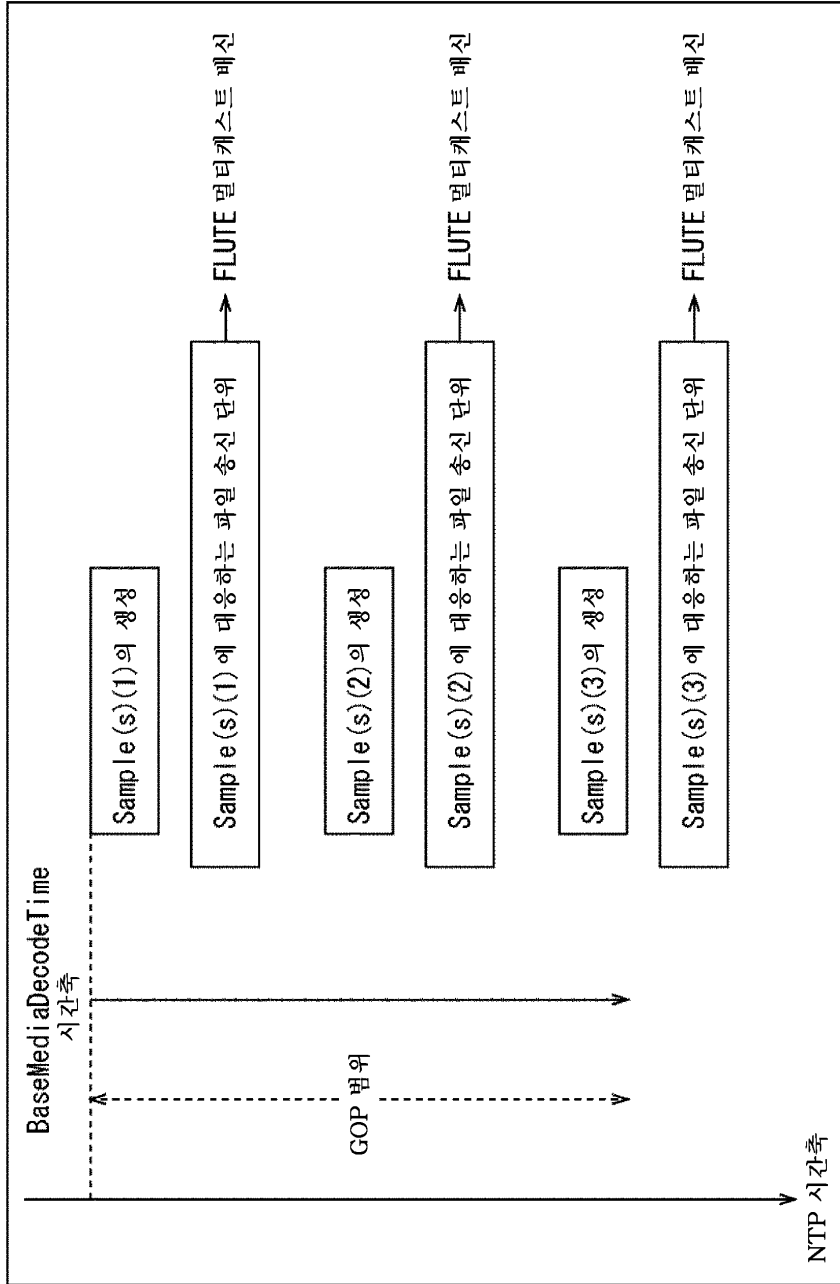 BaseMediaDecodeTime
시간축
Sample(s)(1)의 생성
Sample(s)(1)에 대응하는 파일 송신 단위
FLUTE 멀티캐스트 배신
GOP 범위
Sample(s)(2)의 생성
Sample(s)(2)에 대응하는 파일 송신 단위
FLUTE 멀티캐스트 배신
Sample(s)(3)의 생성
Sample(s)(3)에 대응하는 파일 송신 단위
FLUTE 멀티캐스트 배신
NTP 시간축